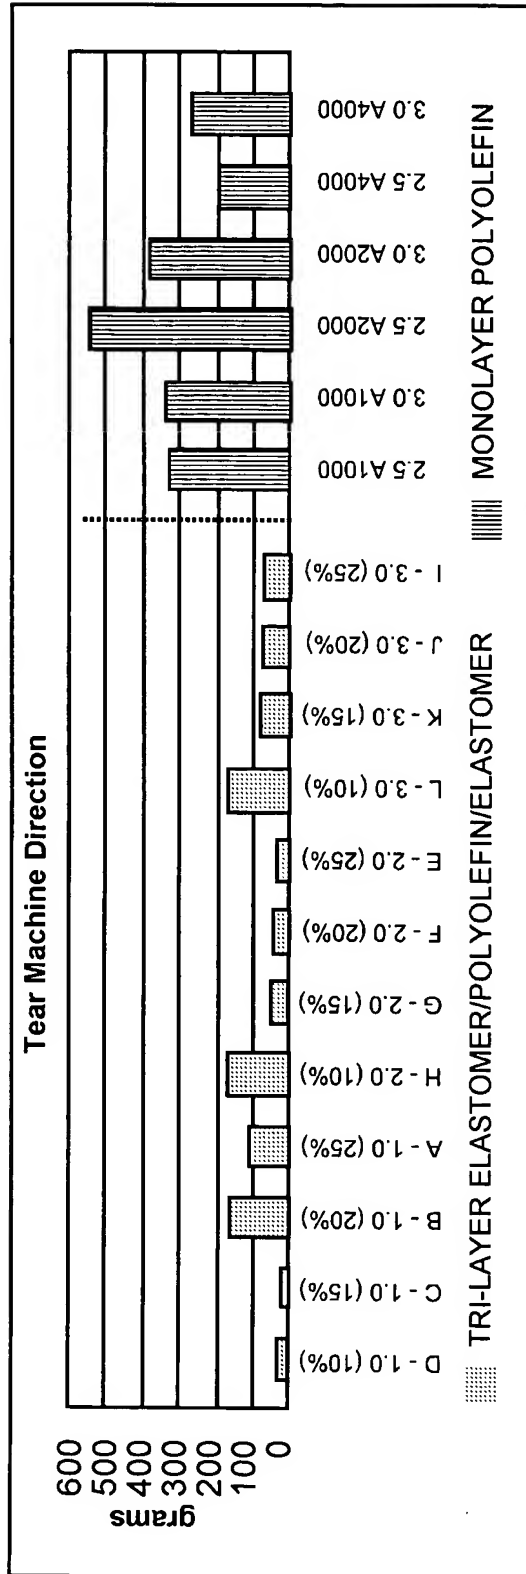 Tear Machine Direction
600
500
400
300
200
100
0
grams
D - 1.0 (10%)
C - 1.0 (15%)
B - 1.0 (20%)
A - 1.0 (25%)
H - 2.0 (10%)
G - 2.0 (15%)
F - 2.0 (20%)
E - 2.0 (25%)
L - 3.0 (10%)
K - 3.0 (15%)
J - 3.0 (20%)
I - 3.0 (25%)
2.5 A1000
3.0 A1000
2.5 A2000
3.0 A2000
2.5 A4000
3.0 A4000
TRI-LAYER ELASTOMER/POLYOLEFIN/ELASTOMER
MONOLAYER POLYOLEFIN